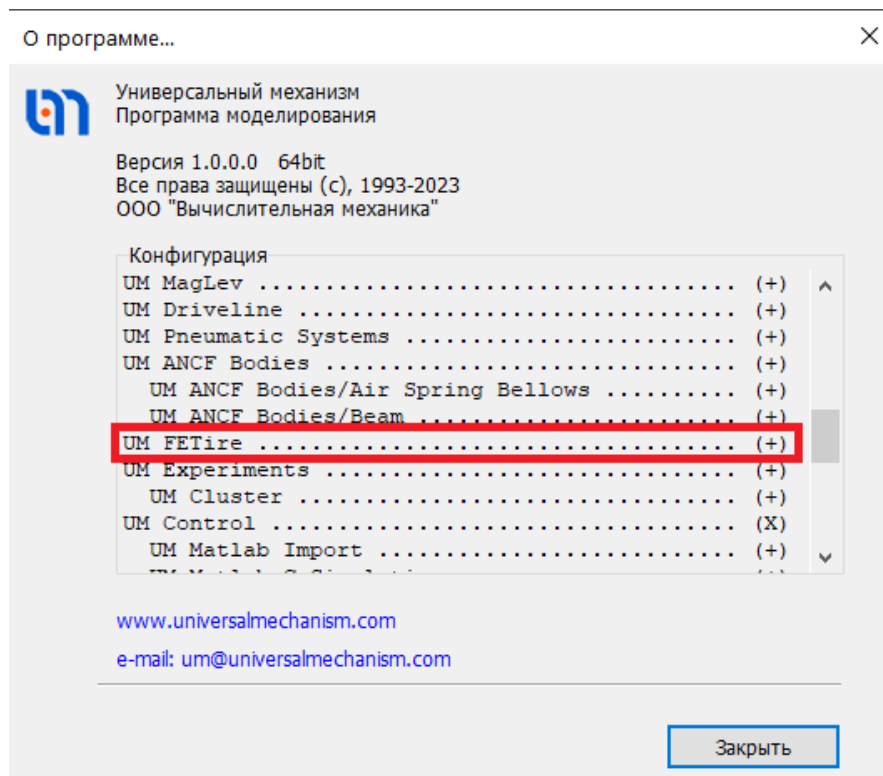 О программе...
Универсальный механизм
Программа моделирования
Версия 1.0.0.0 64bit
Все права защищены (c), 1993-2023
ООО "Вычислительная механика"
Конфигурация
UM MagLev .................................... (+)
UM Driveline ................................. (+)
UM Pneumatic Systems ......................... (+)
UM ANCF Bodies ............................... (+)
UM ANCF Bodies/Air Spring Bellows .......... (+)
UM ANCF Bodies/Beam ........................ (+)
UM FETire .................................... (+)
UM Experiments ............................... (+)
UM Cluster ................................. (+)
UM Control ................................... (X)
UM Matlab Import ........................... (+)
www.universalmechanism.com
e-mail: um@universalmechanism.com
Закрыть